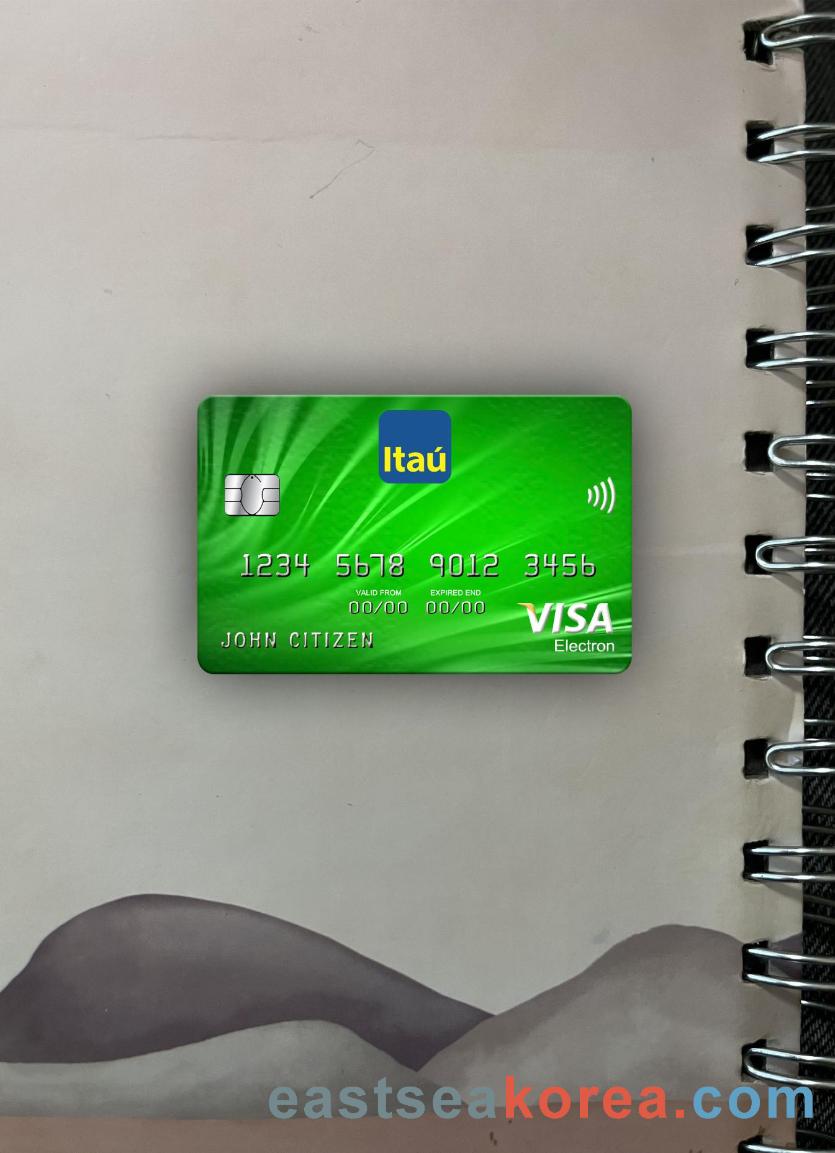 Itaú
1234 5678 9012 3456
VALID FROM EXPIRED END
00/00 00/00
JOHN CITIZEN
VISA
Electron
eastseakorea.com